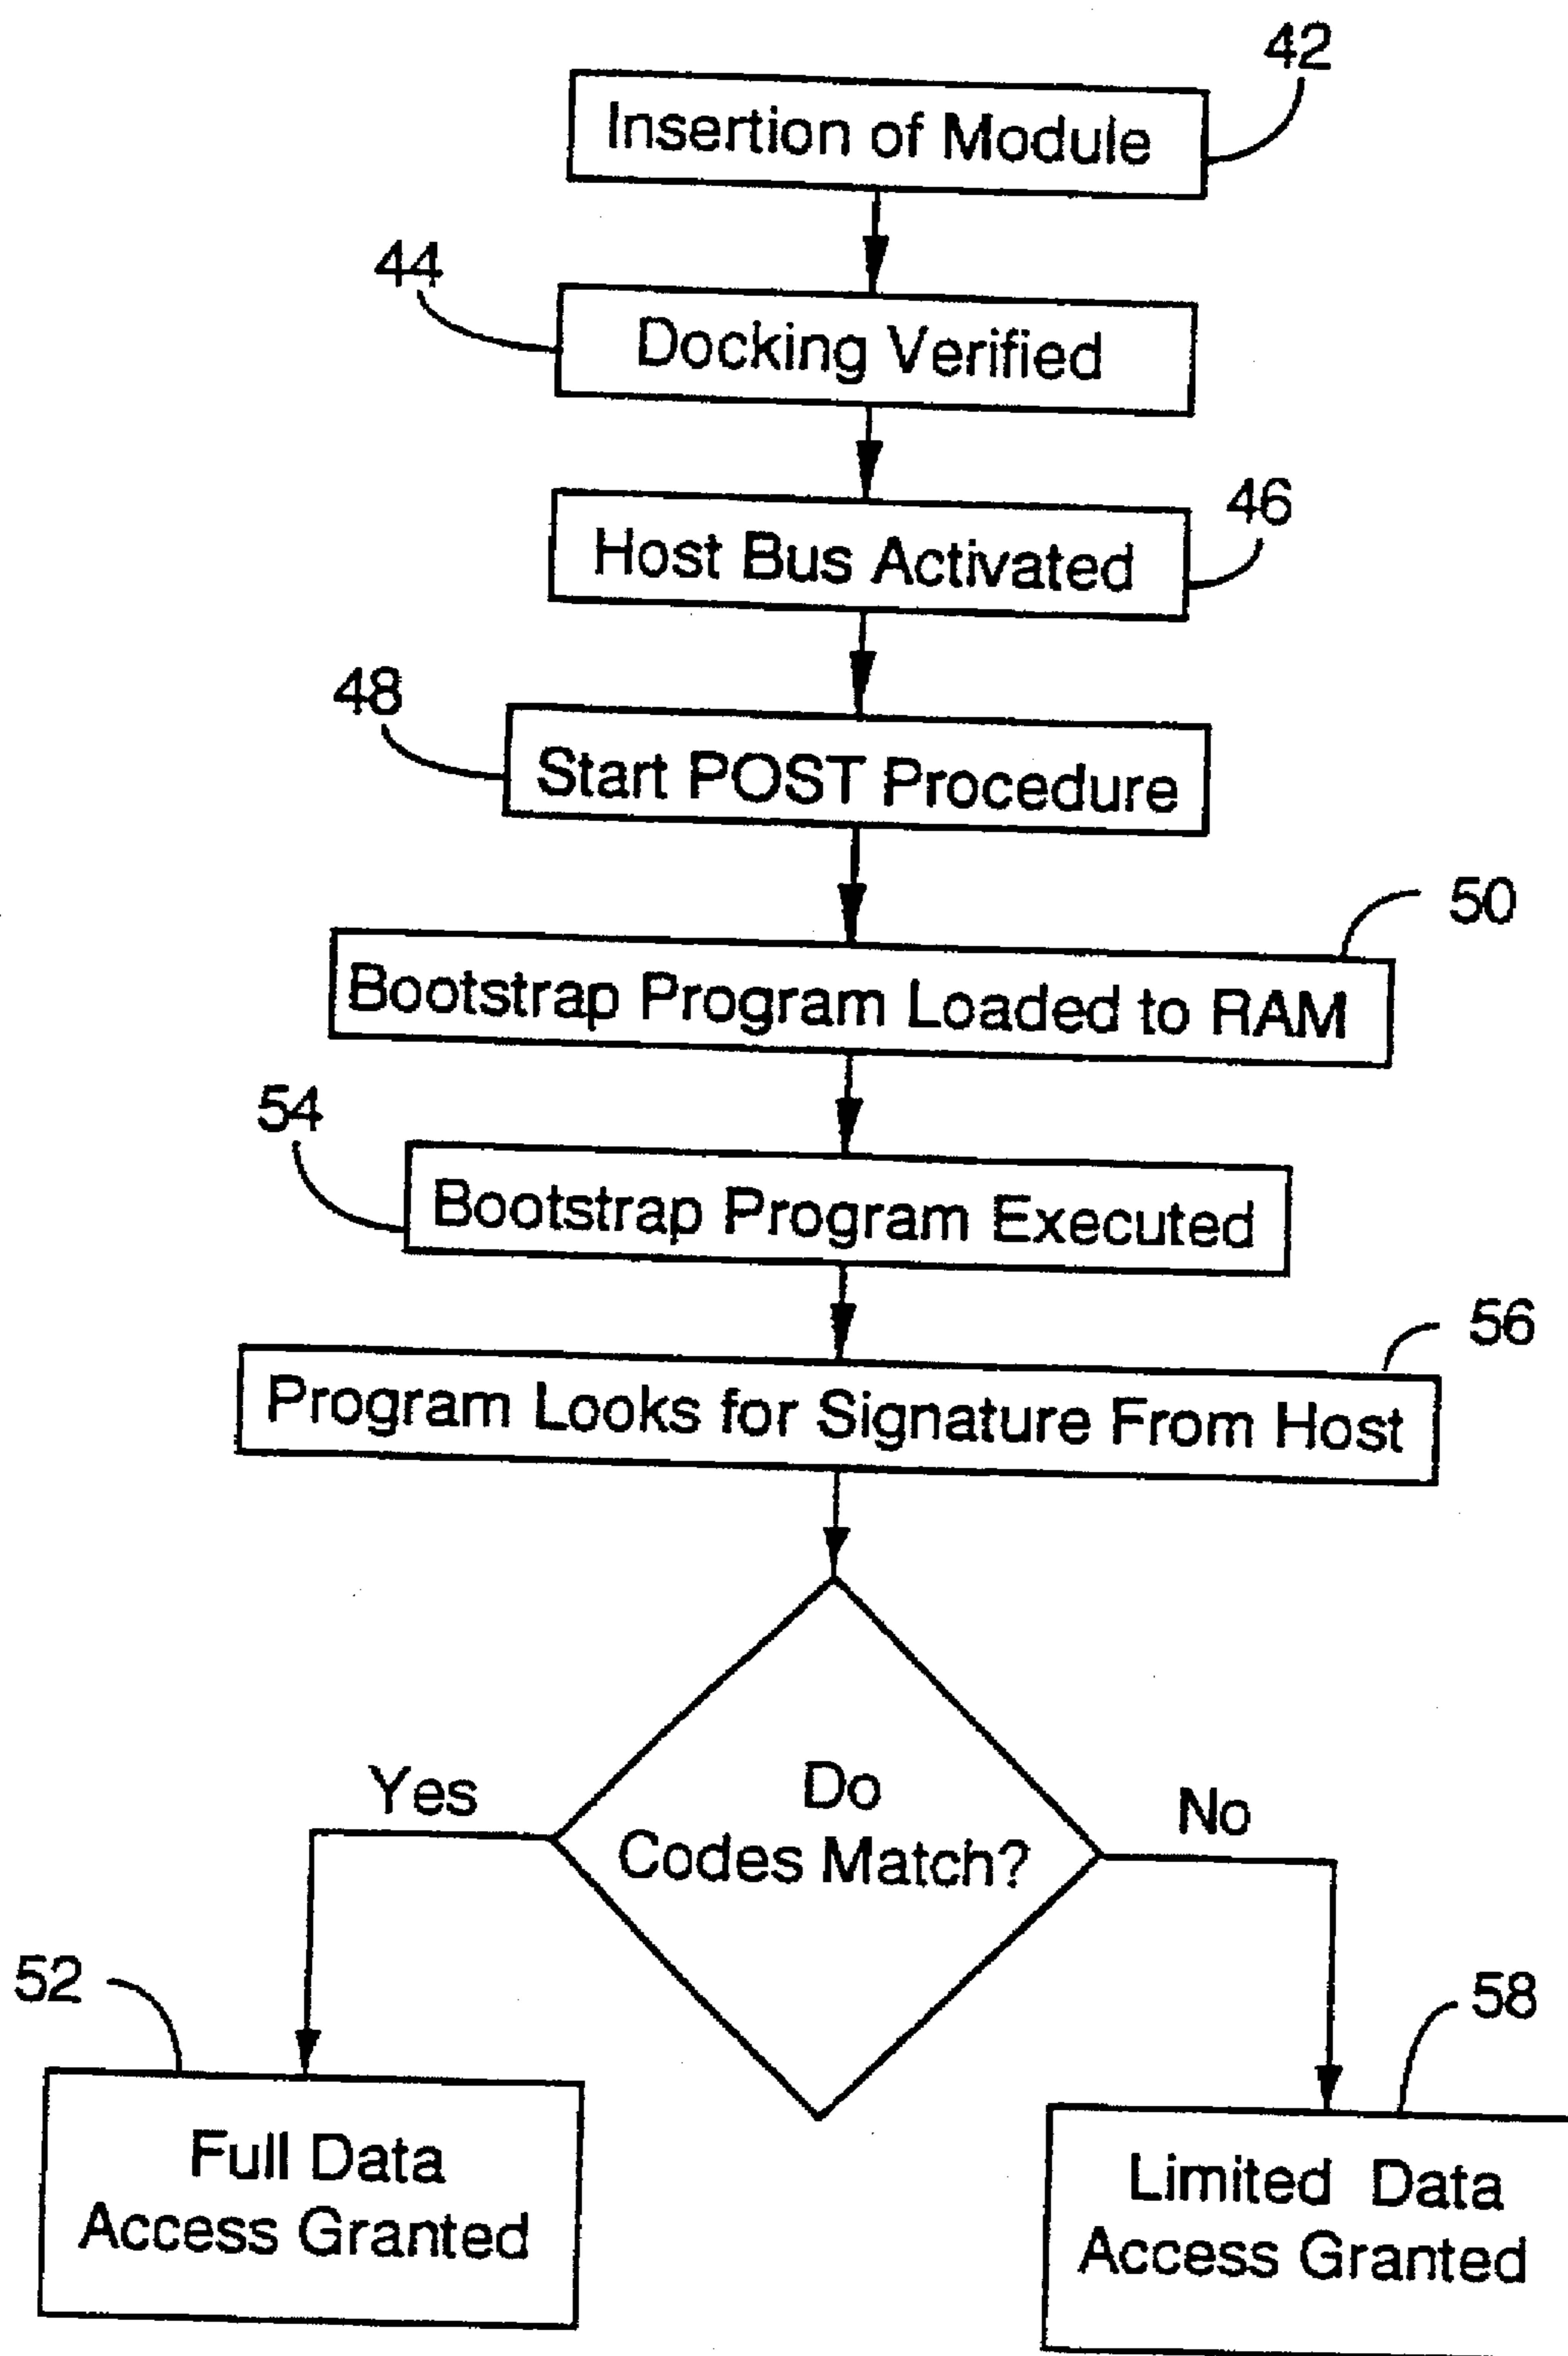 42
Insertion of Module
44
Docking Verified
46
Host Bus Activated
48
Start POST Procedure
50
Bootstrap Program Loaded to RAM
54
Bootstrap Program Executed
56
Program Looks for Signature From Host
Do
Codes Match?
Yes
No
52
58
Full Data
Access Granted
Limited Data
Access Granted